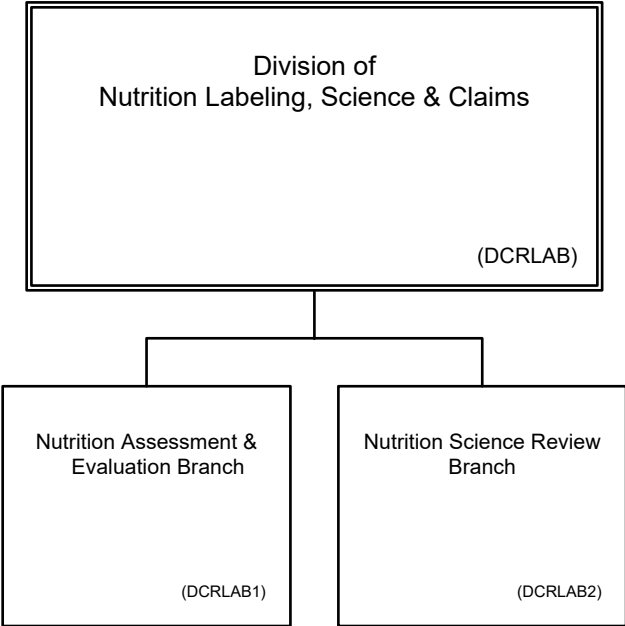 Division of
Nutrition Labeling, Science & Claims
(DCRLAB)
Nutrition Assessment &
Evaluation Branch
(DCRLAB1)
Nutrition Science Review
Branch
(DCRLAB2)